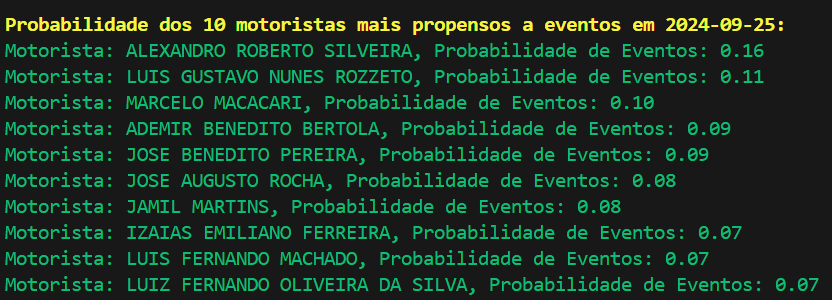 Probabilidade dos 10 motoristas mais propensos a eventos em 2024-09-25:
Motorista: ALEXANDRO ROBERTO SILVEIRA, Probabilidade de Eventos: 0.16
Motorista: LUIS GUSTAVO NUNES ROZZETO, Probabilidade de Eventos: 0.11
Motorista: MARCELO MACACARI, Probabilidade de Eventos: 0.10
Motorista: ADEMIR BENEDITO BERTOLA, Probabilidade de Eventos: 0.09
Motorista: JOSE BENEDITO PEREIRA, Probabilidade de Eventos: 0.09
Motorista: JOSE AUGUSTO ROCHA, Probabilidade de Eventos: 0.08
Motorista: JAMIL MARTINS, Probabilidade de Eventos: 0.08
Motorista: IZAIAS EMILIANO FERREIRA, Probabilidade de Eventos: 0.07
Motorista: LUIS FERNANDO MACHADO, Probabilidade de Eventos: 0.07
Motorista: LUIZ FERNANDO OLIVEIRA DA SILVA, Probabilidade de Eventos: 0.07